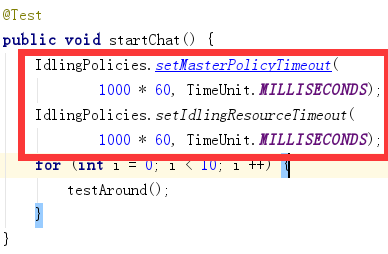 @Test
public void startChat() {
IdlingPolicies.setMasterPolicyTimeout(
1000 * 60, TimeUnit.MILLISECONDS);
IdlingPolicies.setIdlingResourceTimeout(
1000 * 60, TimeUnit.MILLISECONDS);
for (int i = 0; i < 10; i ++) {
testAround();
}
}